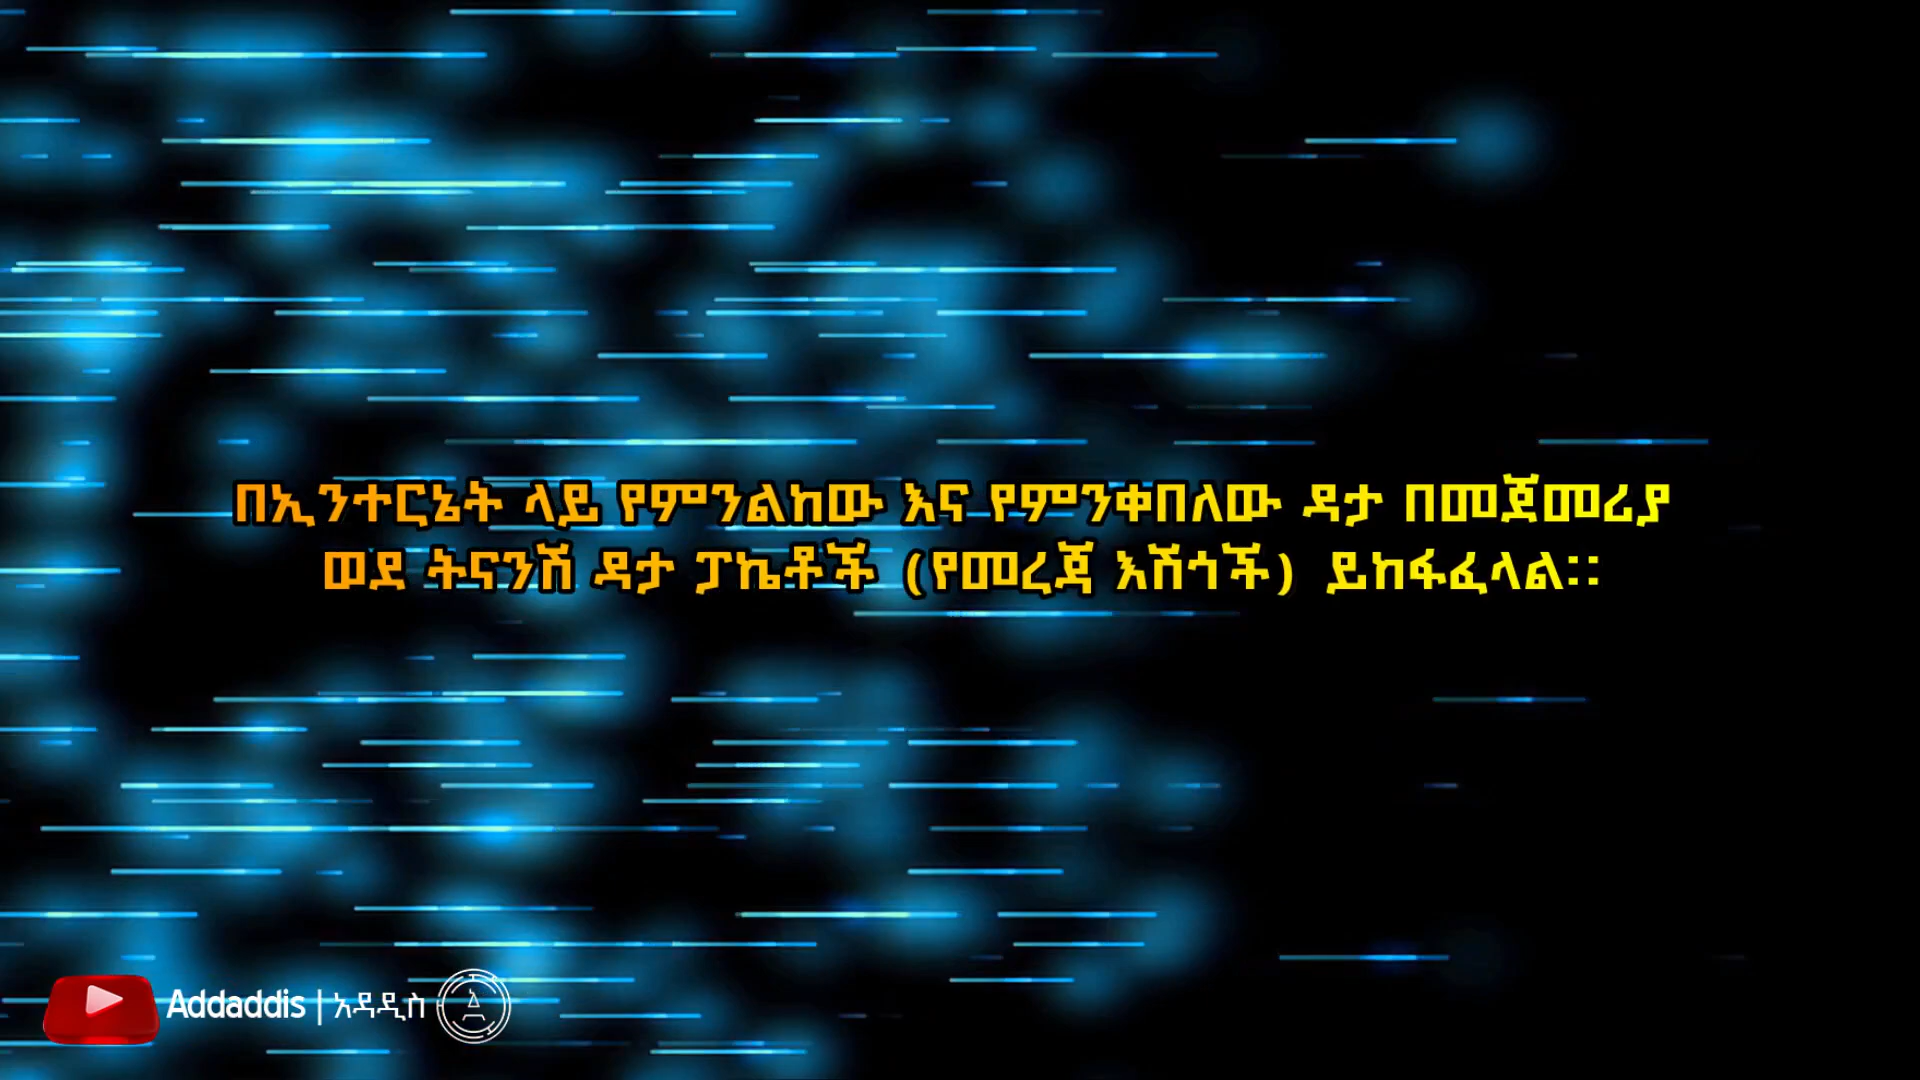 በኢንተርኔት ላይ የምንልከው እና የምንቀበለው ዳታ በመጀመሪያ
ወደ ትናንሽ ዳታ ፓኬቶች (የመረጃ እሽጎች) ይከፋፈላል፡፡
Addaddis | አዳዲስ